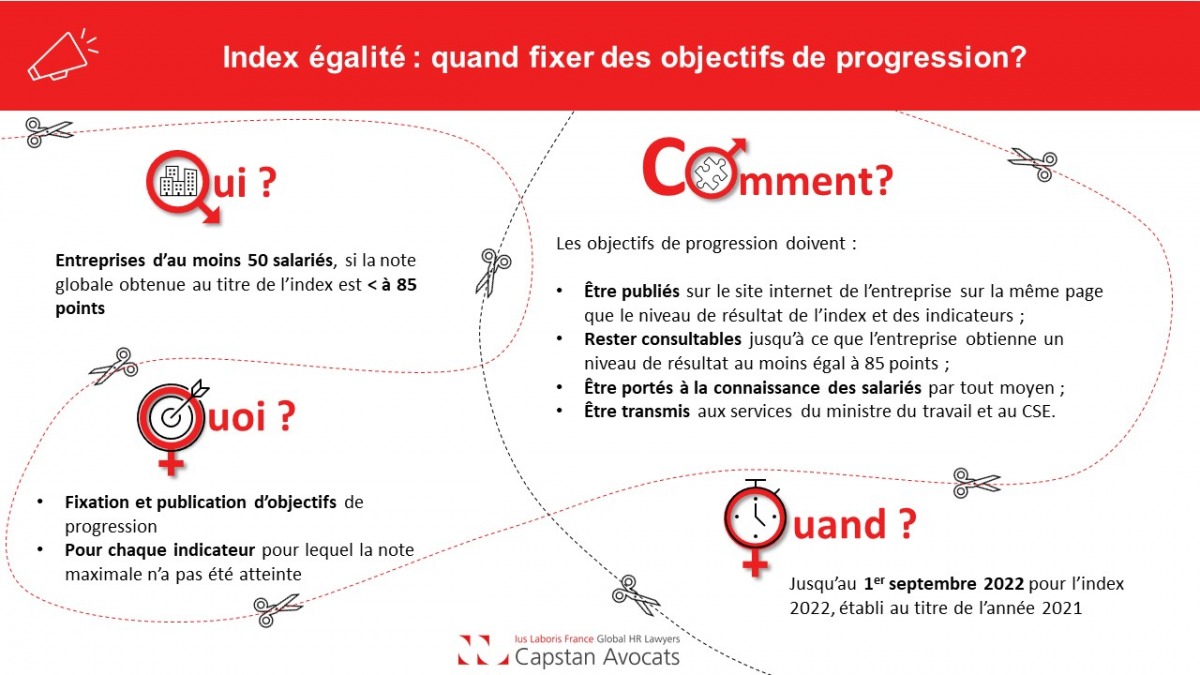 Index égalité : quand fixer des objectifs de progression?
Qui ?
Entreprises d’au moins 50 salariés, si la note
globale obtenue au titre de l’index est < à 85
points
Quoi ?
• Fixation et publication d’objectifs de
progression
• Pour chaque indicateur pour lequel la note
maximale n’a pas été atteinte
Comment?
Les objectifs de progression doivent :
• Être publiés sur le site internet de l’entreprise sur la même page
que le niveau de résultat de l’index et des indicateurs ;
• Rester consultables jusqu’à ce que l’entreprise obtienne un
niveau de résultat au moins égal à 85 points ;
• Être portés à la connaissance des salariés par tout moyen ;
• Être transmis aux services du ministre du travail et au CSE.
Quand ?
Jusqu’au 1er septembre 2022 pour l’index
2022, établi au titre de l’année 2021
Ius Laboris France Global HR Lawyers
Capstan Avocats